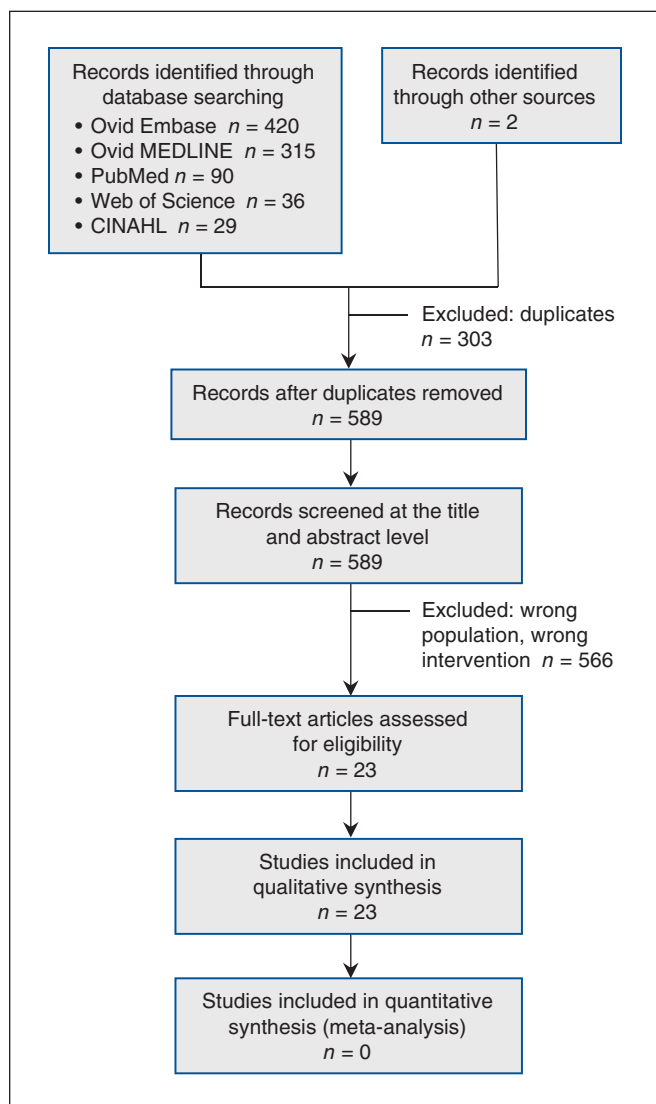 Records identified through
database searching
• Ovid Embase n = 420
• Ovid MEDLINE n = 315
• PubMed n = 90
• Web of Science n = 36
• CINAHL n = 29
Records identified
through other sources
n = 2
Excluded: duplicates
n = 303
Records after duplicates removed
n = 589
Records screened at the title
and abstract level
n = 589
Excluded: wrong
population, wrong
intervention n = 566
Full-text articles assessed
for eligibility
n = 23
Studies included in
qualitative synthesis
n = 23
Studies included in quantitative
synthesis (meta-analysis)
n = 0